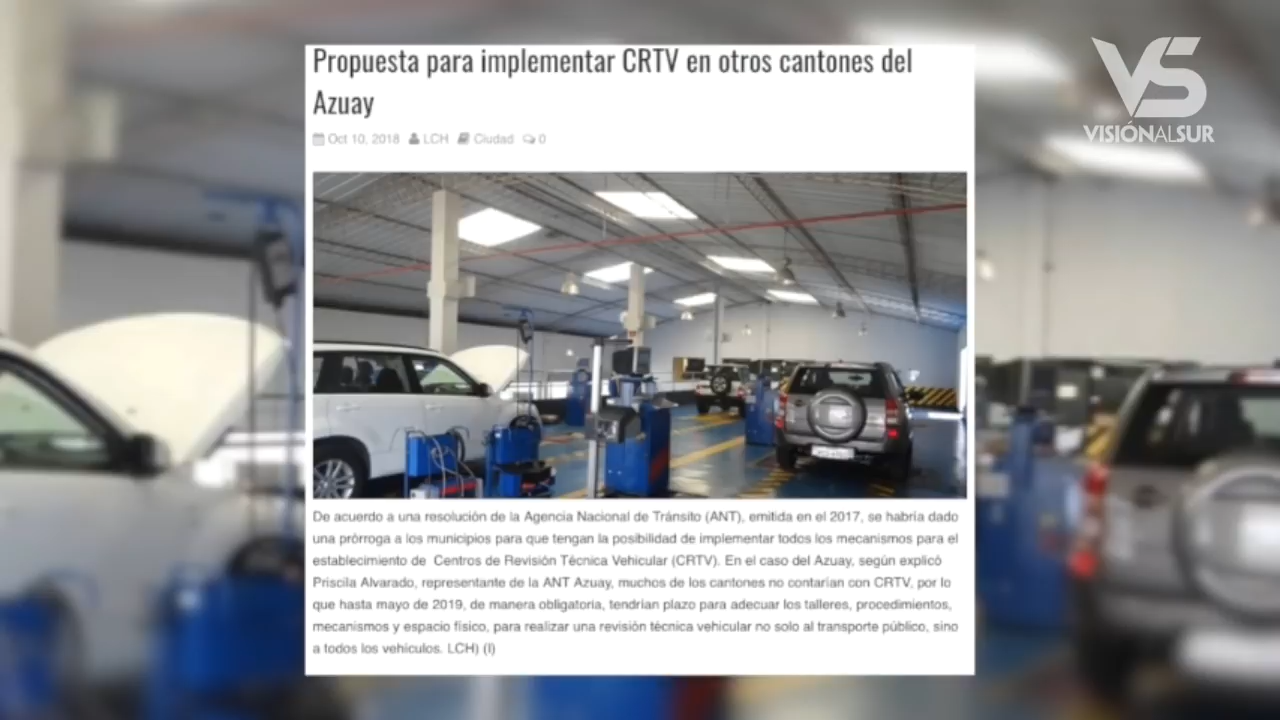 Propuesta para implementar CRTV en otros cantones del
Azuay
Oct 10, 2018 LCH Ciudad 0
VS
VISIÓNALSUR
De acuerdo a una resolución de la Agencia Nacional de Tránsito (ANT), emitida en el 2017, se habría dado
una prórroga a los municipios para que tengan la posibilidad de implementar todos los mecanismos para el
establecimiento de Centros de Revisión Técnica Vehicular (CRTV). En el caso del Azuay, según explicó
Priscila Alvarado, representante de la ANT Azuay, muchos de los cantones no contarían con CRTV, por lo
que hasta mayo de 2019, de manera obligatoria, tendrían plazo para adecuar los talleres, procedimientos,
mecanismos y espacio físico, para realizar una revisión técnica vehicular no solo al transporte público, sino
a todos los vehículos. LCH) (I)